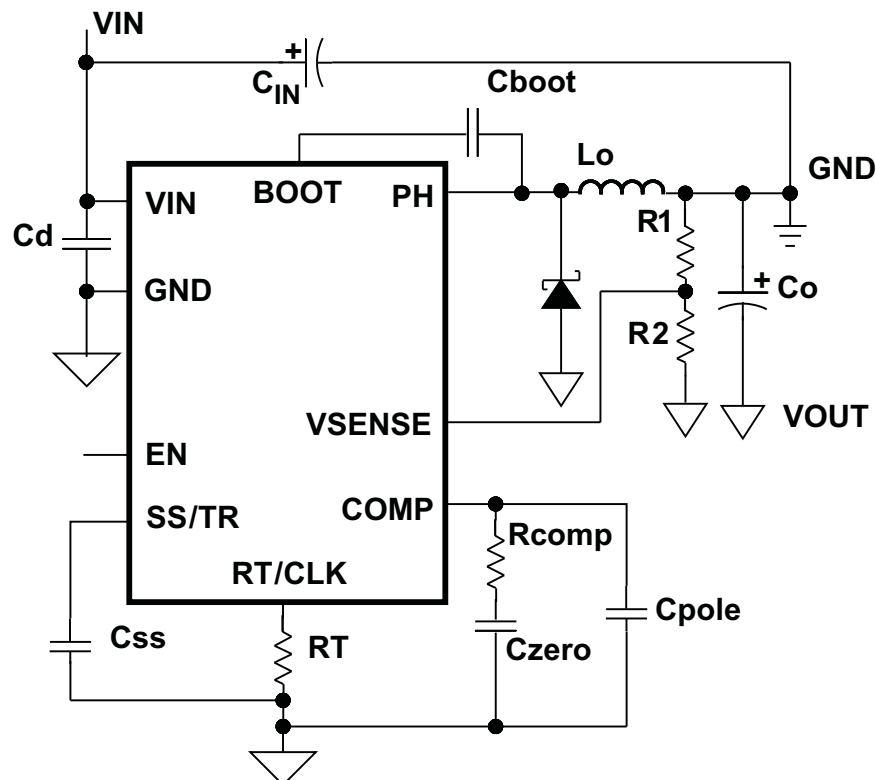 VIN
+
CIN
Cboot
Lo
GND
VIN
BOOT
PH
R1
Cd
GND
+
Co
R2
VSENSE
VOUT
EN
SS/TR
COMP
Rcomp
RT/CLK
Cpole
Css
RT
Czero